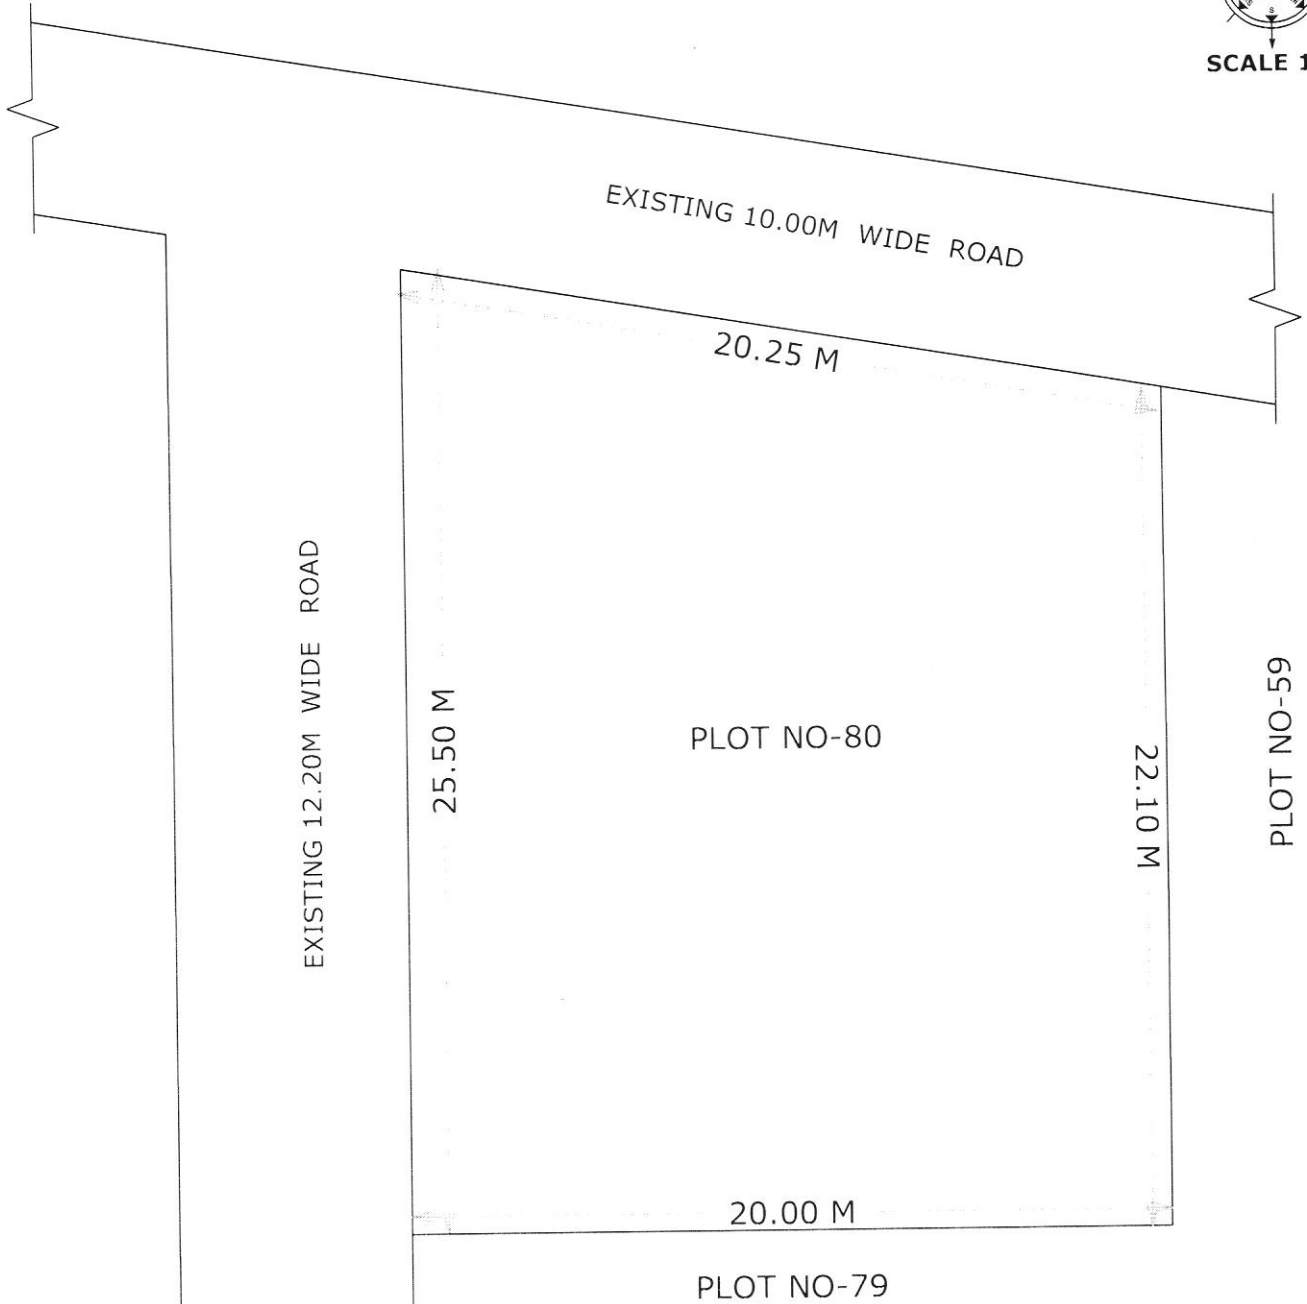 S
SCALE 1
EXISTING 10.00M WIDE ROAD
20.25 M
EXISTING 12.20M WIDE ROAD
25.50 M
PLOT NO-80
22.10 M
PLOT NO-59
20.00 M
PLOT NO-79